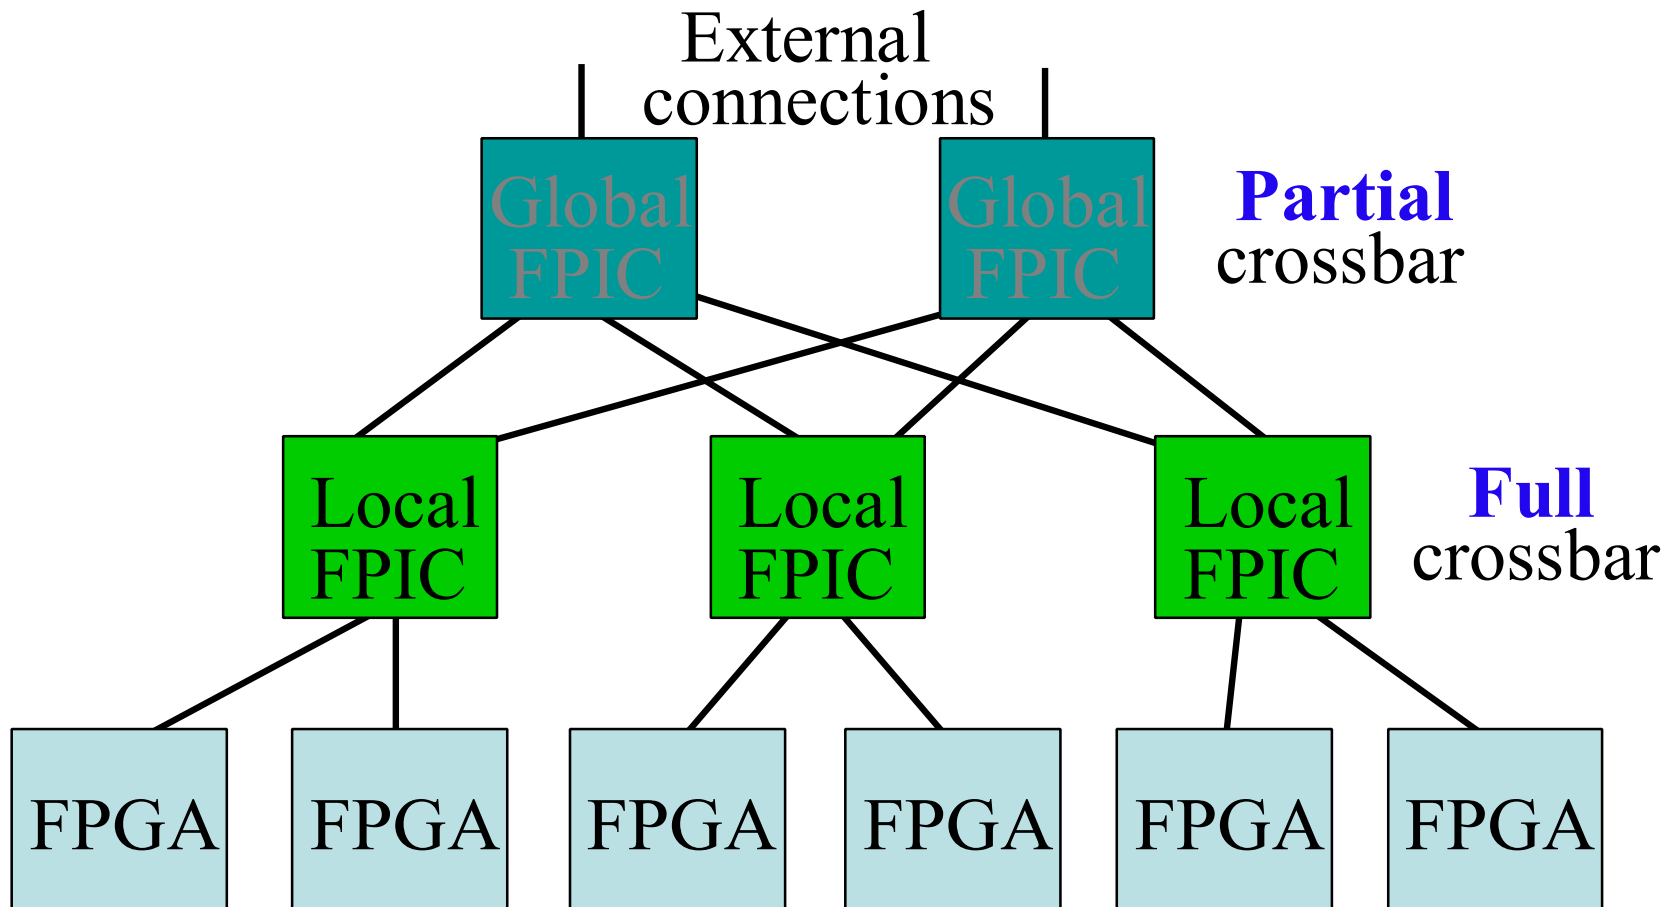 External
connections
Global
FPIC
Global
FPIC
Partial
crossbar
Local
FPIC
Local
FPIC
Local
FPIC
Full
crossbar
FPGA
FPGA
FPGA
FPGA
FPGA
FPGA